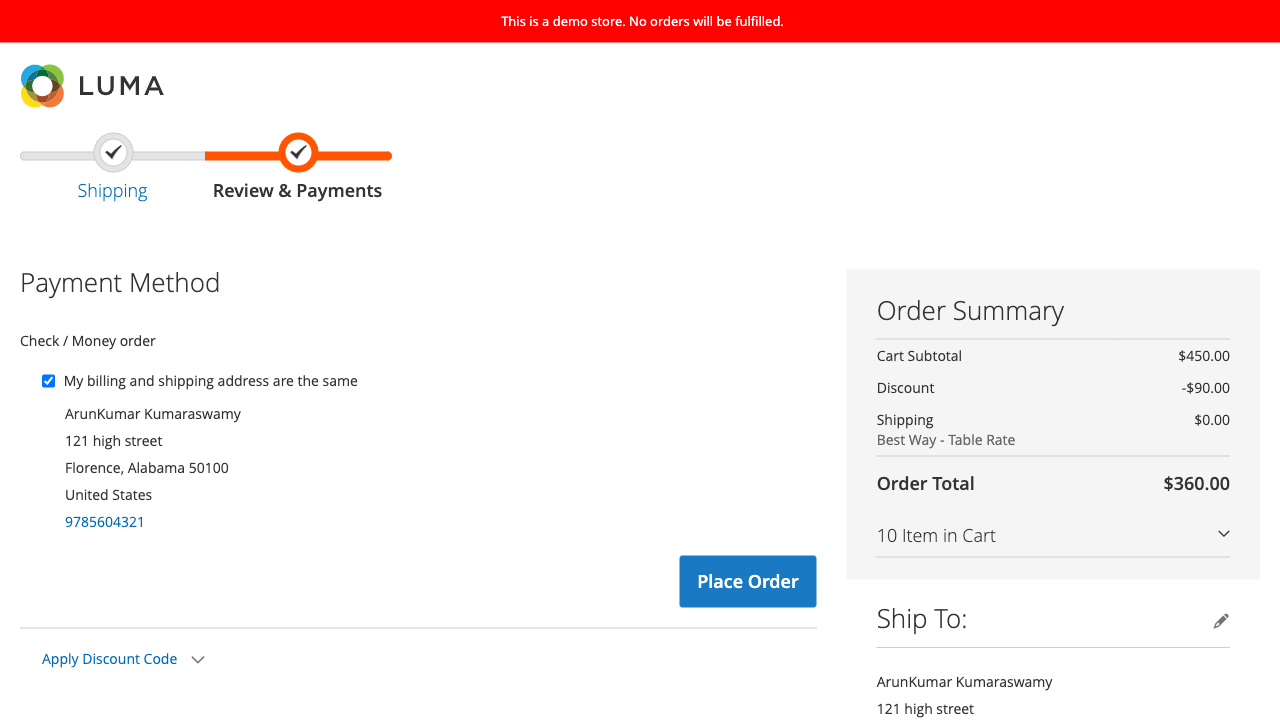 This is a demo store. No orders will be fulfilled.
LUMA
Shipping
Review & Payments
Payment Method
Check / Money order
My billing and shipping address are the same
ArunKumar Kumaraswamy
121 high street
Florence, Alabama 50100
United States
9785604321
Place Order
Apply Discount Code
Order Summary
Cart Subtotal $450.00
Discount -$90.00
Shipping $0.00
Best Way - Table Rate
Order Total $360.00
10 Item in Cart
Ship To:
ArunKumar Kumaraswamy
121 high street